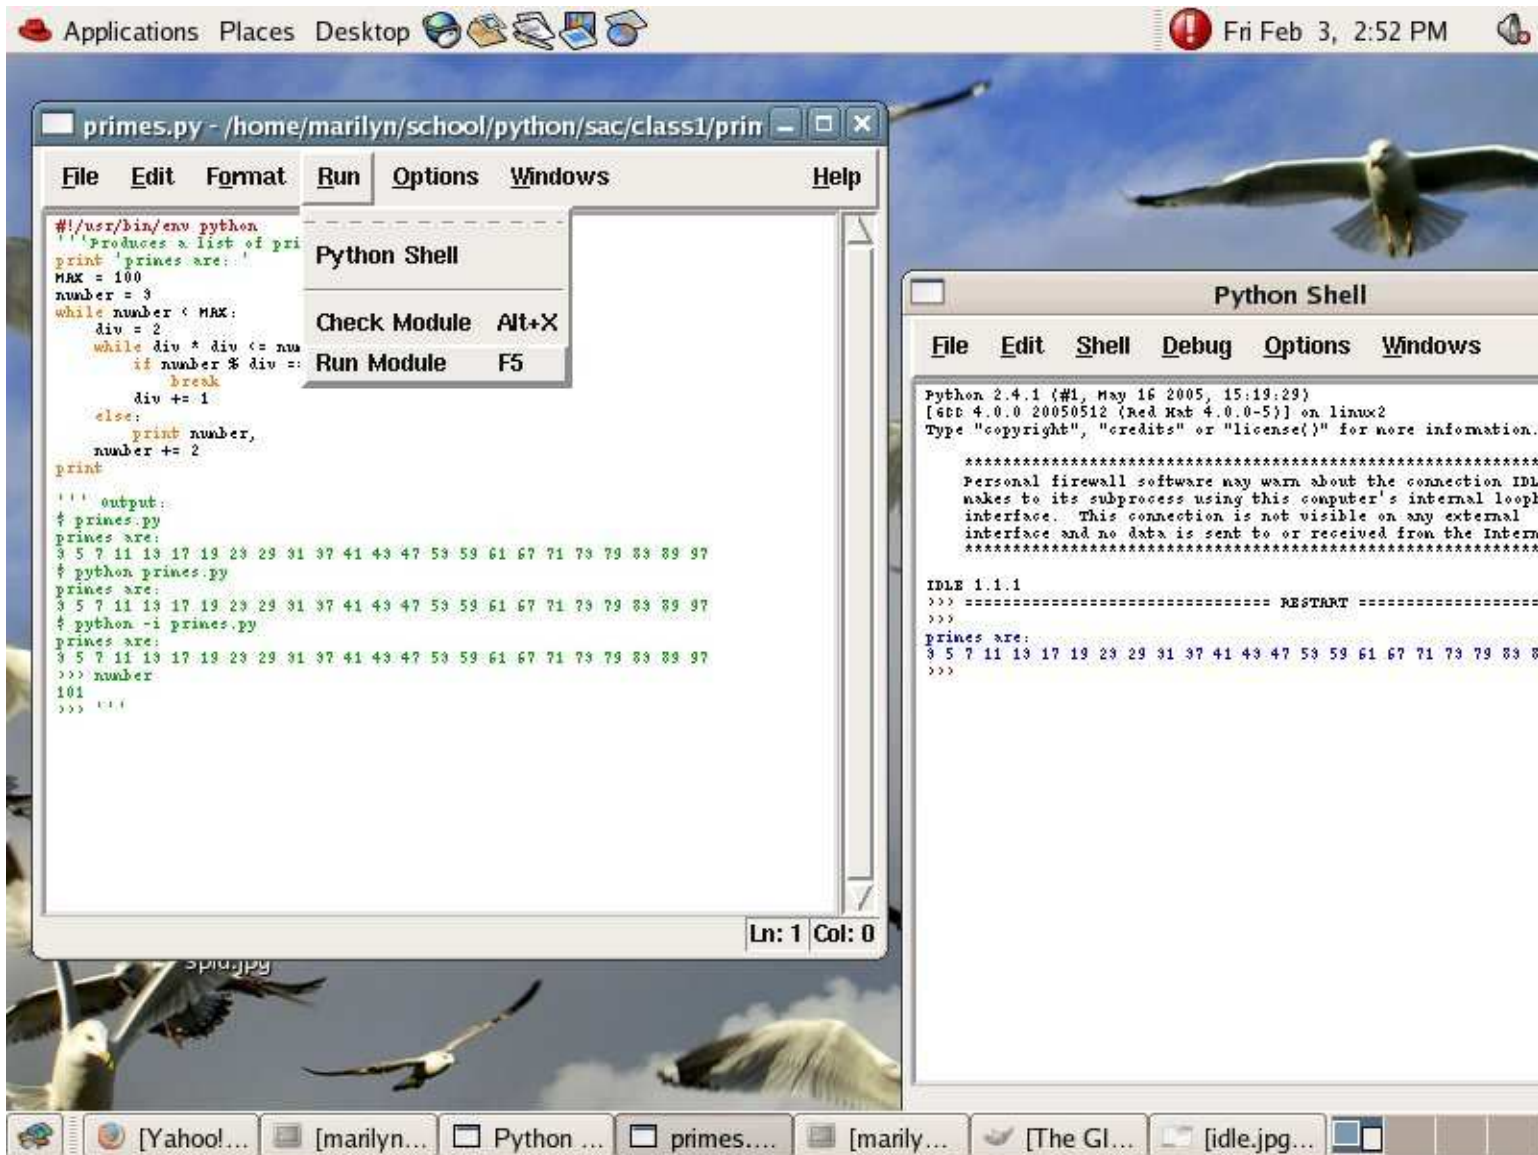 Applications Places Desktop
Fri Feb 3, 2:52 PM
primes.py - /home/marilyn/school/python/sac/class1/prin
File Edit Format Run Options Windows Help
#!/usr/bin/env python
'''Produces a list of pri
print 'primes are: '
MAX = 100
number = 3
while number < MAX:
    div = 2
    while div * div <= num
        if number % div =:
            break
        div += 1
    else:
        print number,
    number += 2
print
''' output:
$ primes.py
primes are:
3 5 7 11 13 17 19 23 29 31 37 41 43 47 53 59 61 67 71 73 79 83 89 97
$ python primes.py
primes are:
3 5 7 11 13 17 19 23 29 31 37 41 43 47 53 59 61 67 71 73 79 83 89 97
$ python -i primes.py
primes are:
3 5 7 11 13 17 19 23 29 31 37 41 43 47 53 59 61 67 71 73 79 83 89 97
>>> number
101
>>> '''
Python Shell
Check Module Alt+X
Run Module F5
Ln: 1 Col: 0
Python Shell
File Edit Shell Debug Options Windows
Python 2.4.1 (#1, May 16 2005, 15:19:29)
[GCC 4.0.0 20050512 (Red Hat 4.0.0-5)] on linux2
Type "copyright", "credits" or "license()" for more information.
************************************************************
Personal firewall software may warn about the connection IDL
makes to its subprocess using this computer's internal loopb
interface. This connection is not visible on any external
interface and no data is sent to or received from the Intern
************************************************************
IDLE 1.1.1
>>> ================================ RESTART ===================
>>>
primes are:
3 5 7 11 13 17 19 23 29 31 37 41 43 47 53 59 61 67 71 73 79 83 8
>>>
[Yahoo!... [marilyn... Python ... primes.... [marily... [The GI... [idle.jpg...